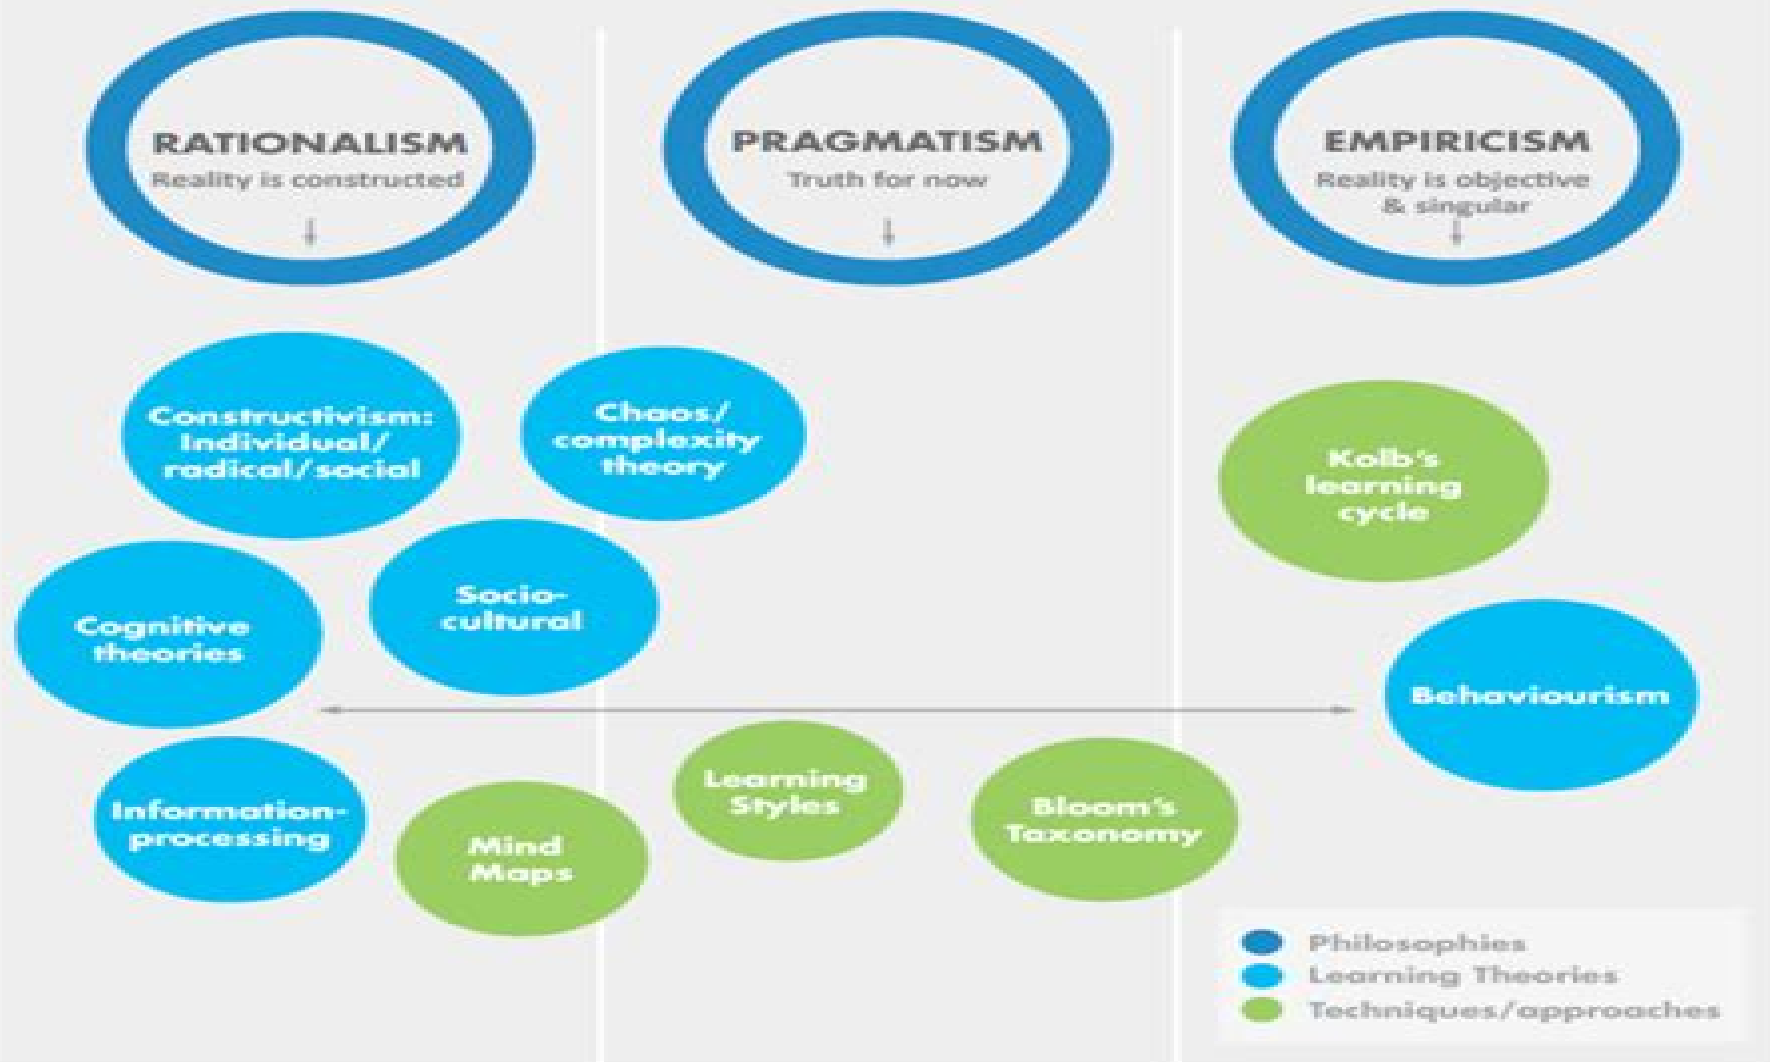 RATIONALISM
Reality is constructed
PRAGMATISM
Truth for now
EMPIRICISM
Reality is objective
& singular
Constructivism:
Individual/
radical/social
Chaos/
complexity
theory
Kolb's
learning
cycle
Cognitive
theories
Socio-
cultural
Behaviourism
Information-
processing
Mind
Maps
Learning
Styles
Bloom's
Taxonomy
Philosophies
Learning Theories
Techniques/approaches